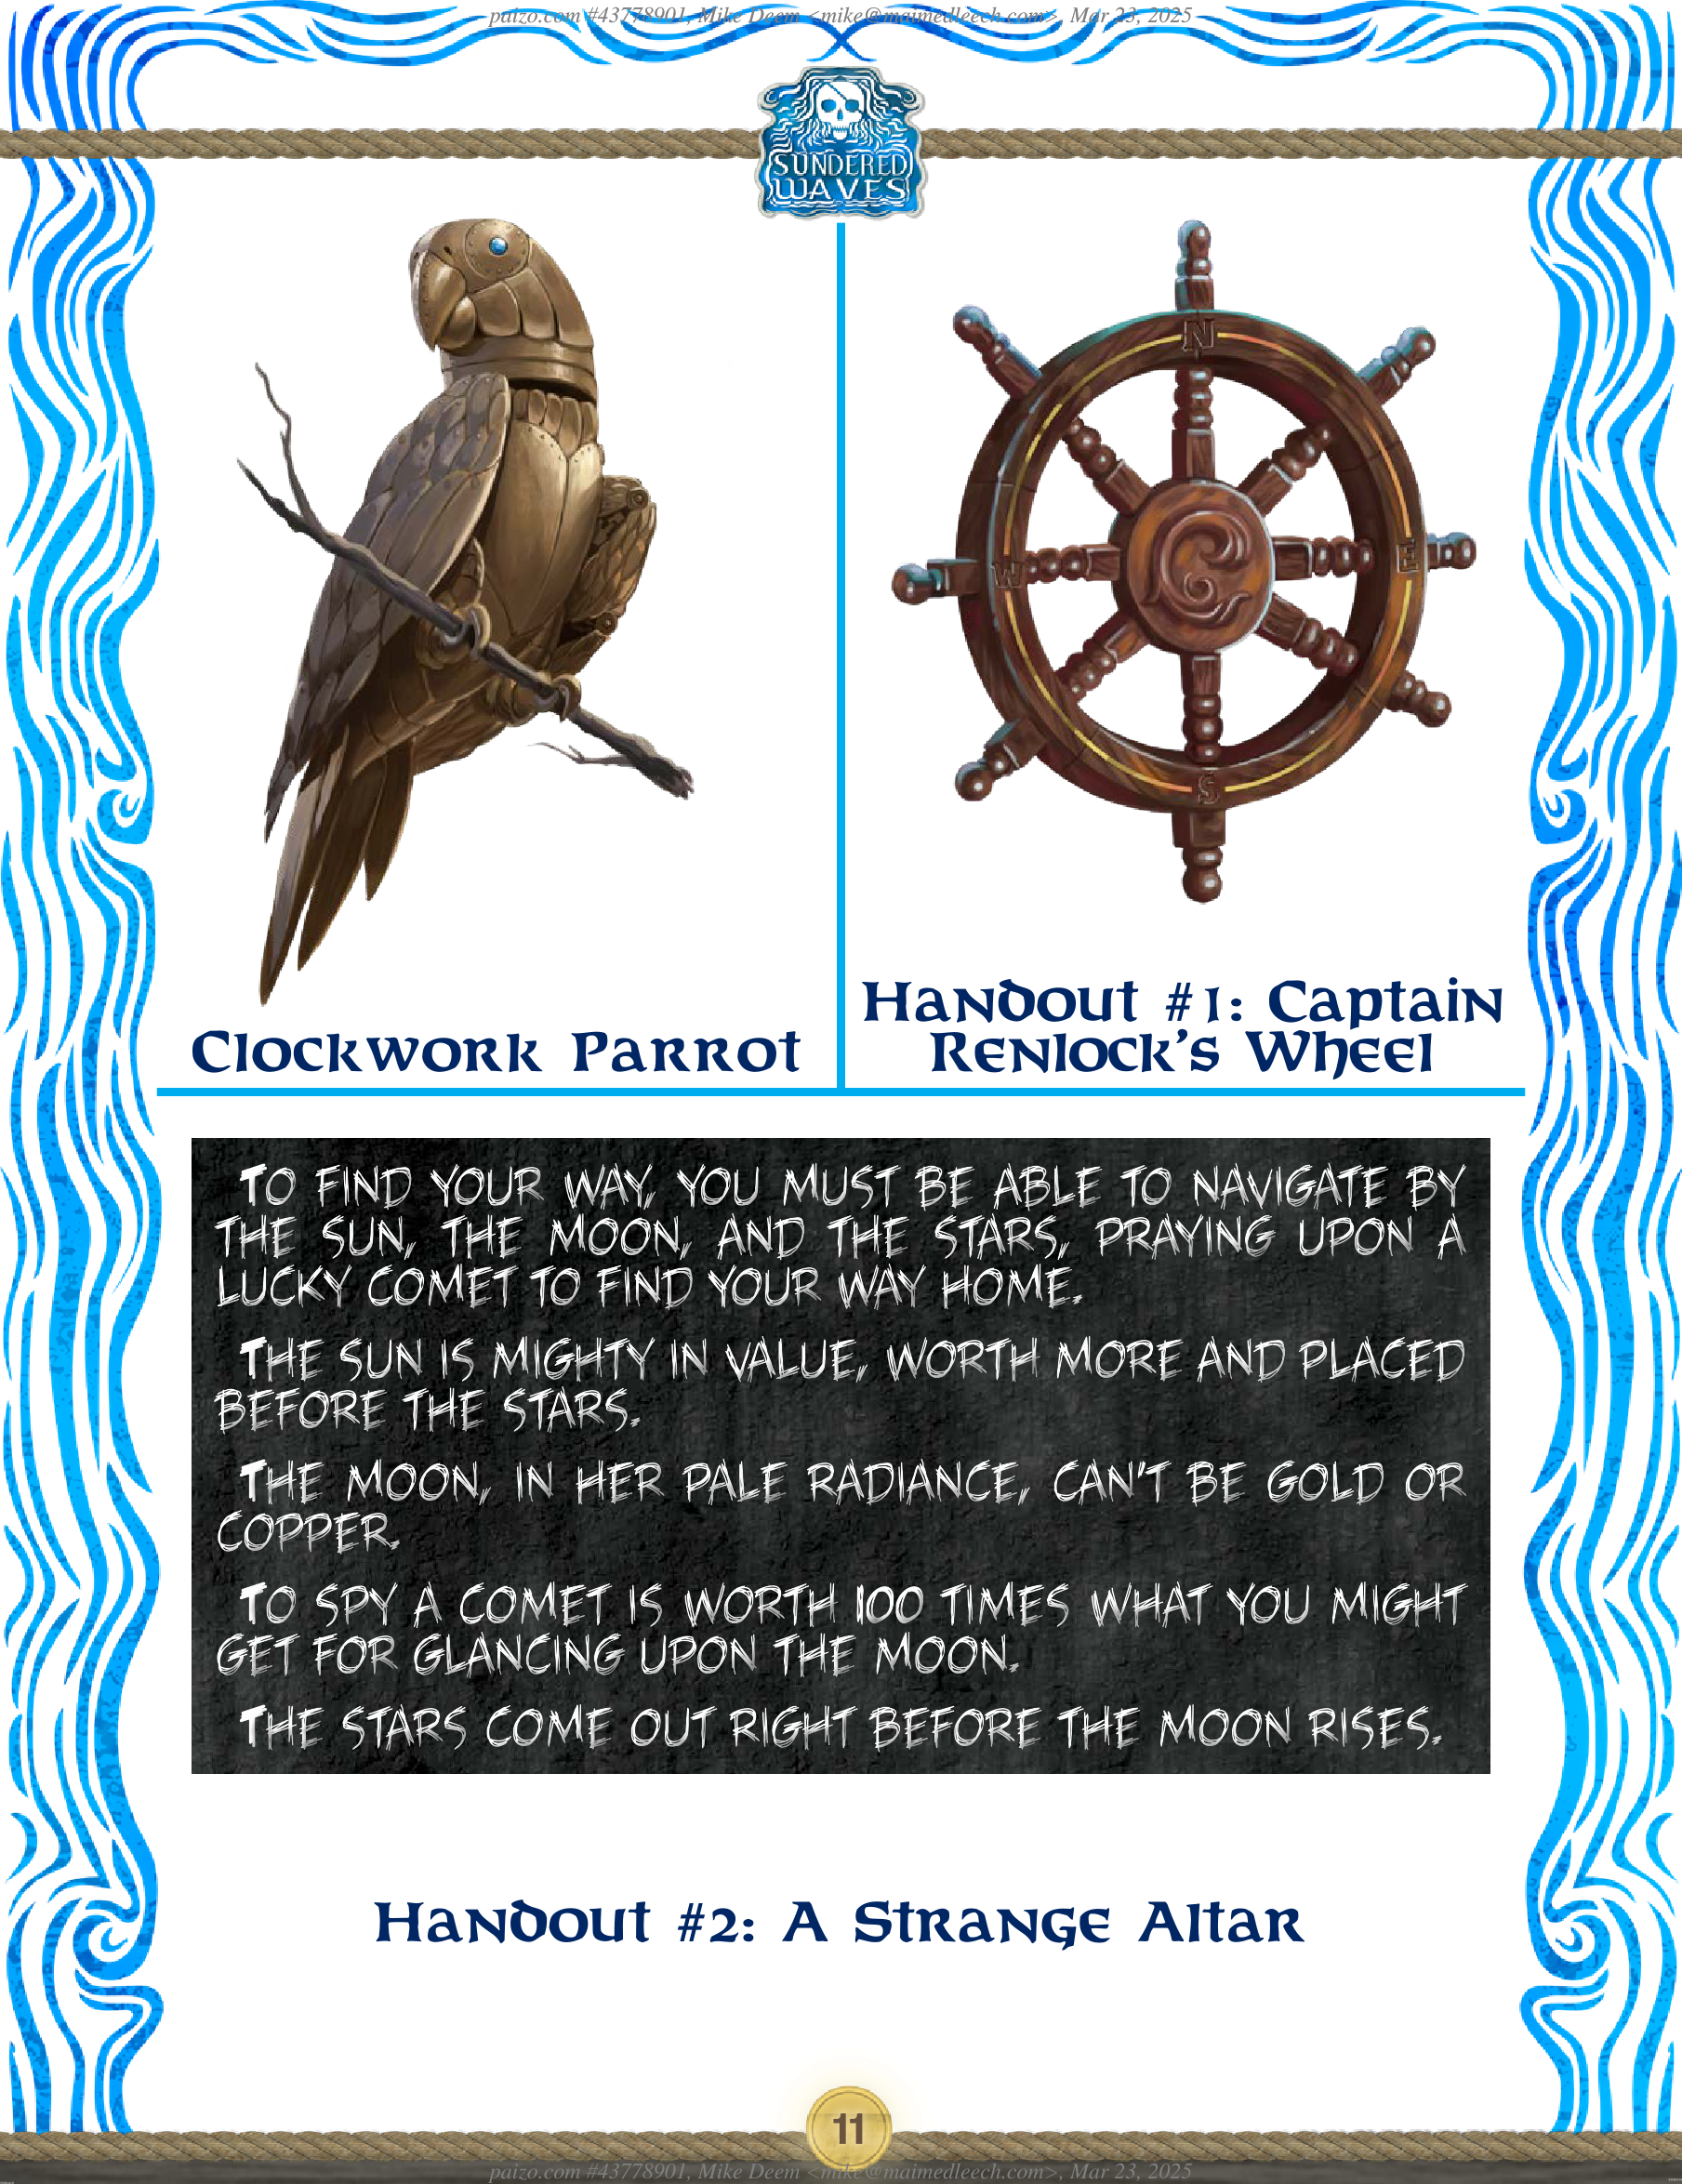 paizo.com #43778901, Mike Deem <mike@maimedleech.com>, Mar 23, 2025
SUNDERED
WAVES
N
E
W
S
Clockwork Parrot
Handout #1: Captain
Renlock's Wheel
To find your way, you must be able to navigate by
the sun, the moon, and the stars, praying upon a
lucky comet to find your way home.
The sun is mighty in value, worth more and placed
before the stars.
The moon, in her pale radiance, can't be gold or
copper.
To spy a comet is worth 100 times what you might
get for glancing upon the moon.
The stars come out right before the moon rises.
Handout #2: A Strange Altar
11
paizo.com #43778901, Mike Deem <mike@maimedleech.com>, Mar 23, 2025